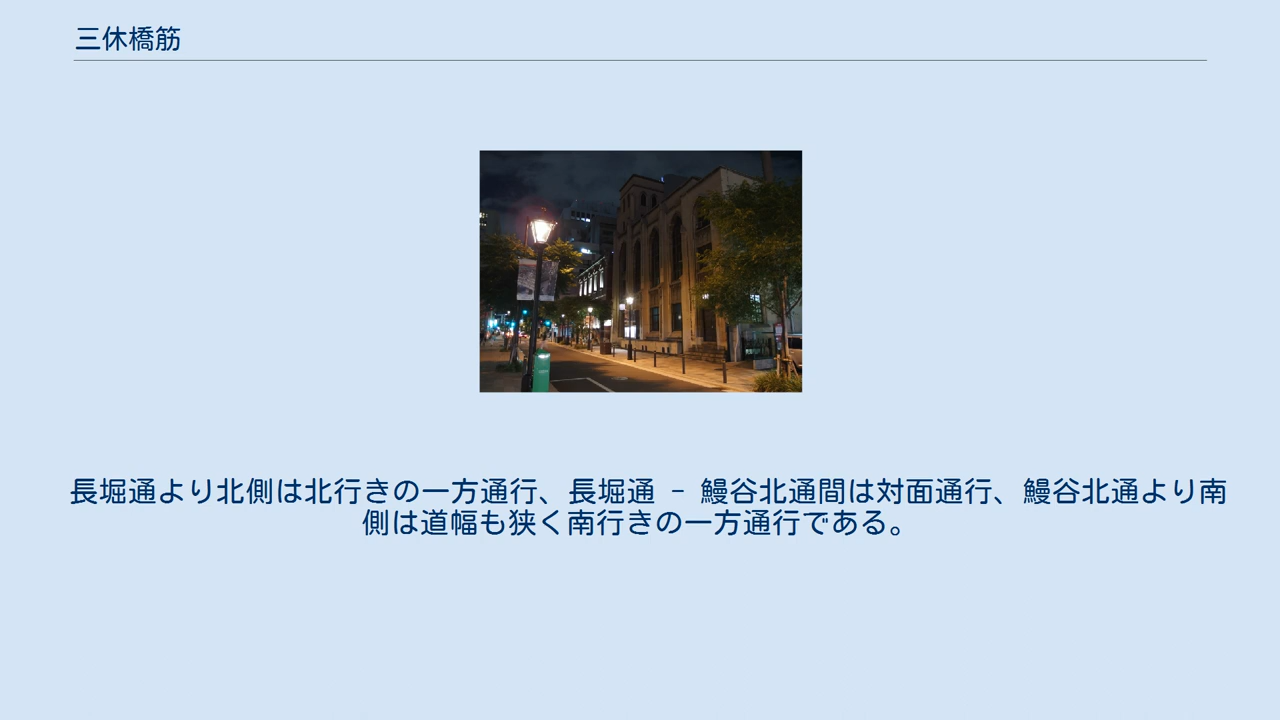 三休橋筋
長堀通より北側は北行きの一方通行、長堀通 - 鰻谷北通間は対面通行、鰻谷北通より南
側は道幅も狭く南行きの一方通行である。